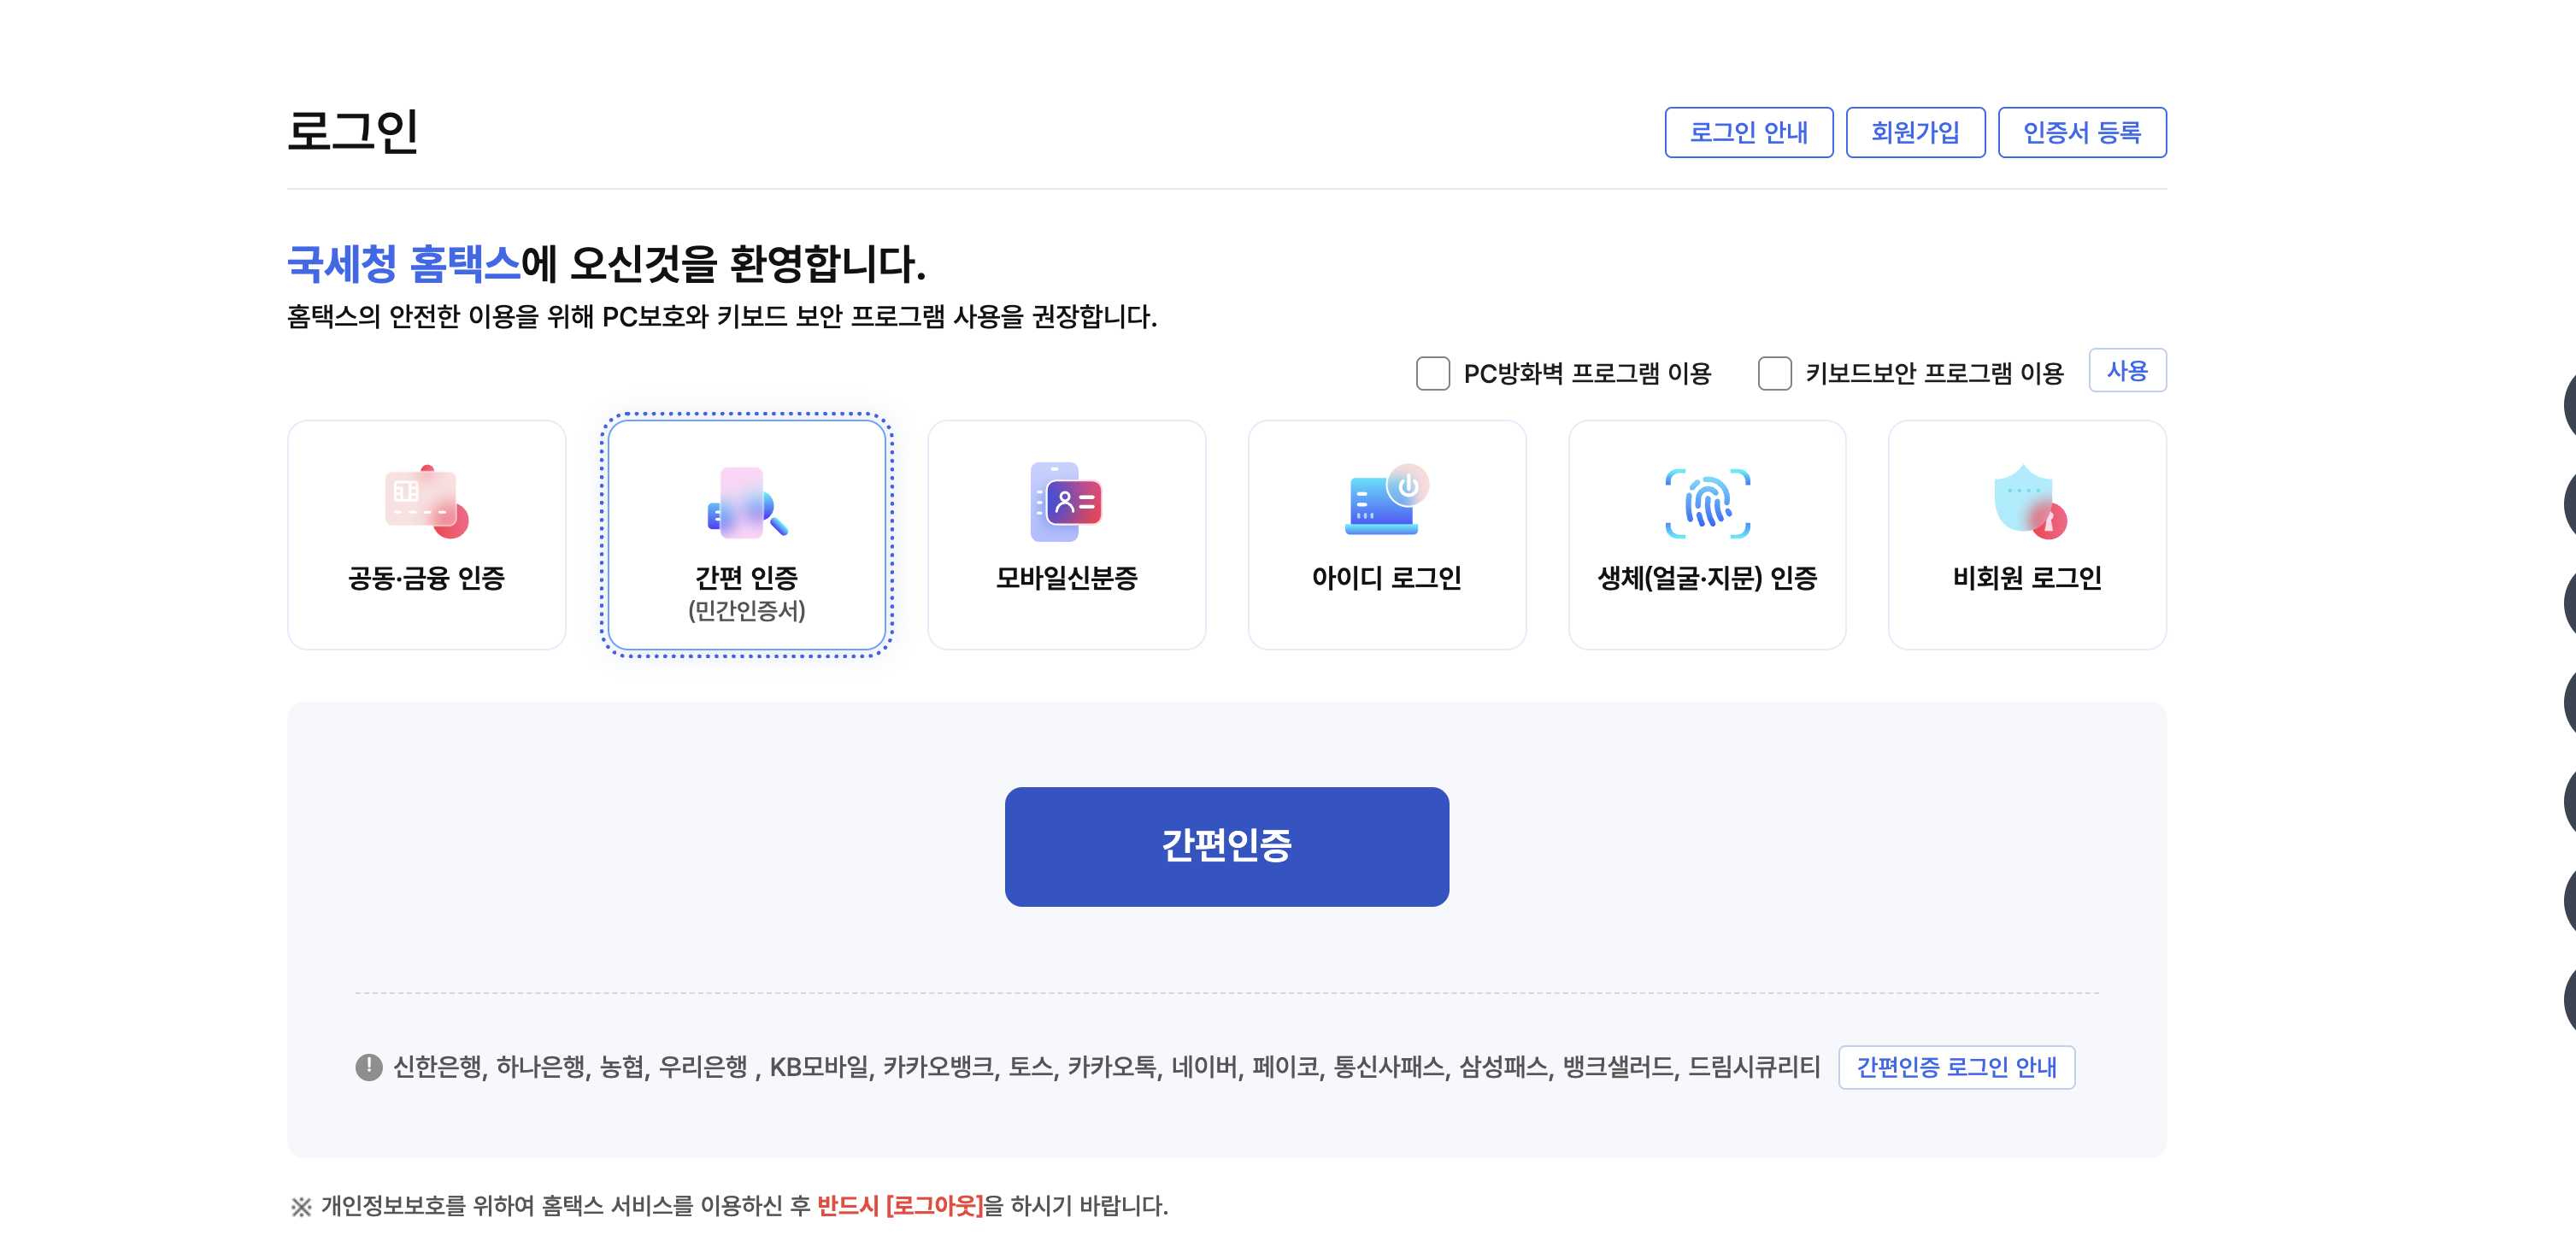 로그인
로그인 안내
회원가입
인증서 등록
국세청 홈택스에 오신것을 환영합니다.
홈택스의 안전한 이용을 위해 PC보호와 키보드 보안 프로그램 사용을 권장합니다.
PC방화벽 프로그램 이용
키보드보안 프로그램 이용
사용
공동·금융 인증
간편 인증
(민간인증서)
모바일신분증
아이디 로그인
생체(얼굴·지문) 인증
비회원 로그인
간편인증
신한은행, 하나은행, 농협, 우리은행 , KB모바일, 카카오뱅크, 토스, 카카오톡, 네이버, 페이코, 통신사패스, 삼성패스, 뱅크샐러드, 드림시큐리티
간편인증 로그인 안내
※ 개인정보보호를 위하여 홈택스 서비스를 이용하신 후 반드시 [로그아웃]을 하시기 바랍니다.